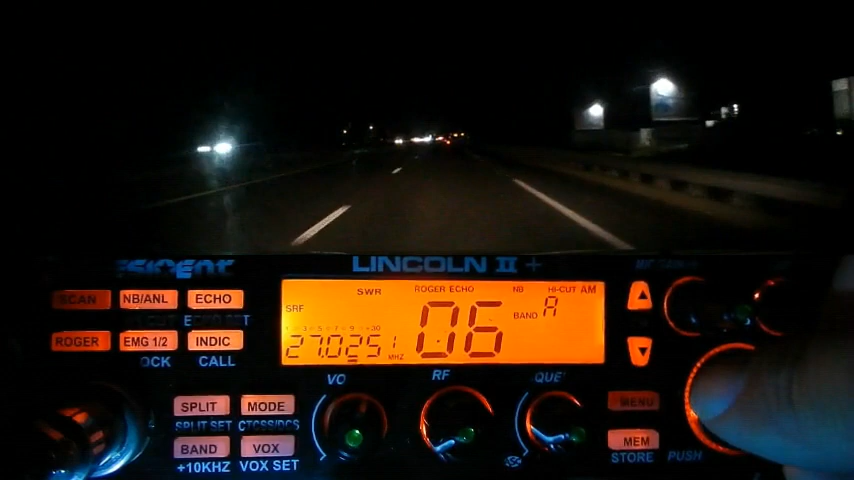 LINCOLN II +
SCAN NB/ANL ECHO
SWR ROGER ECHO NB HI-CUT AM
SRF BAND A
06
27.0251 MHZ
ROGER EMG 1/2 INDIC
CALL
VO RF
SPLIT MODE MENU
SPLIT SET CTCSS/DCS
BAND VOX MEM
+10KHZ VOX SET STORE PUSH